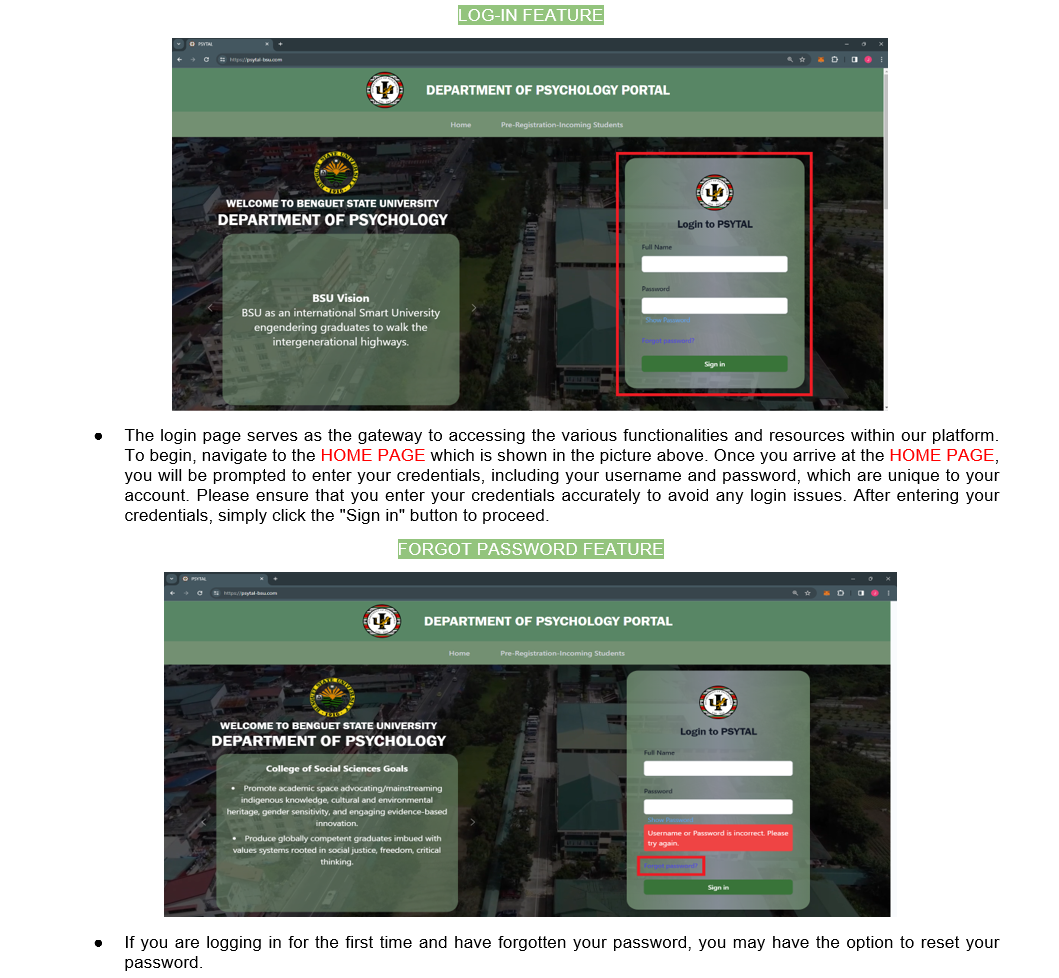 LOG-IN FEATURE
PSYTAL
https://psytal-bsu.com
DEPARTMENT OF PSYCHOLOGY PORTAL
Home Pre-Registration-Incoming Students
BENGUET STATE UNIVERSITY
1916
WELCOME TO BENGUET STATE UNIVERSITY
DEPARTMENT OF PSYCHOLOGY
BSU Vision
BSU as an international Smart University
engendering graduates to walk the
intergenerational highways.
Login to PSYTAL
Full Name
Password
Show Password
Forgot password?
Sign in
● The login page serves as the gateway to accessing the various functionalities and resources within our platform.
To begin, navigate to the HOME PAGE which is shown in the picture above. Once you arrive at the HOME PAGE,
you will be prompted to enter your credentials, including your username and password, which are unique to your
account. Please ensure that you enter your credentials accurately to avoid any login issues. After entering your
credentials, simply click the "Sign in" button to proceed.
FORGOT PASSWORD FEATURE
PSYTAL
https://psytal-bsu.com
DEPARTMENT OF PSYCHOLOGY PORTAL
Home Pre-Registration-Incoming Students
BENGUET STATE UNIVERSITY
1916
WELCOME TO BENGUET STATE UNIVERSITY
DEPARTMENT OF PSYCHOLOGY
College of Social Sciences Goals
• Promote academic space advocating/mainstreaming
indigenous knowledge, cultural and environmental
heritage, gender sensitivity, and engaging evidence-based
innovation.
• Produce globally competent graduates imbued with
values systems rooted in social justice, freedom, critical
thinking.
Login to PSYTAL
Full Name
Password
Show Password
Username or Password is incorrect. Please
try again.
Forgot password?
Sign in
● If you are logging in for the first time and have forgotten your password, you may have the option to reset your
password.